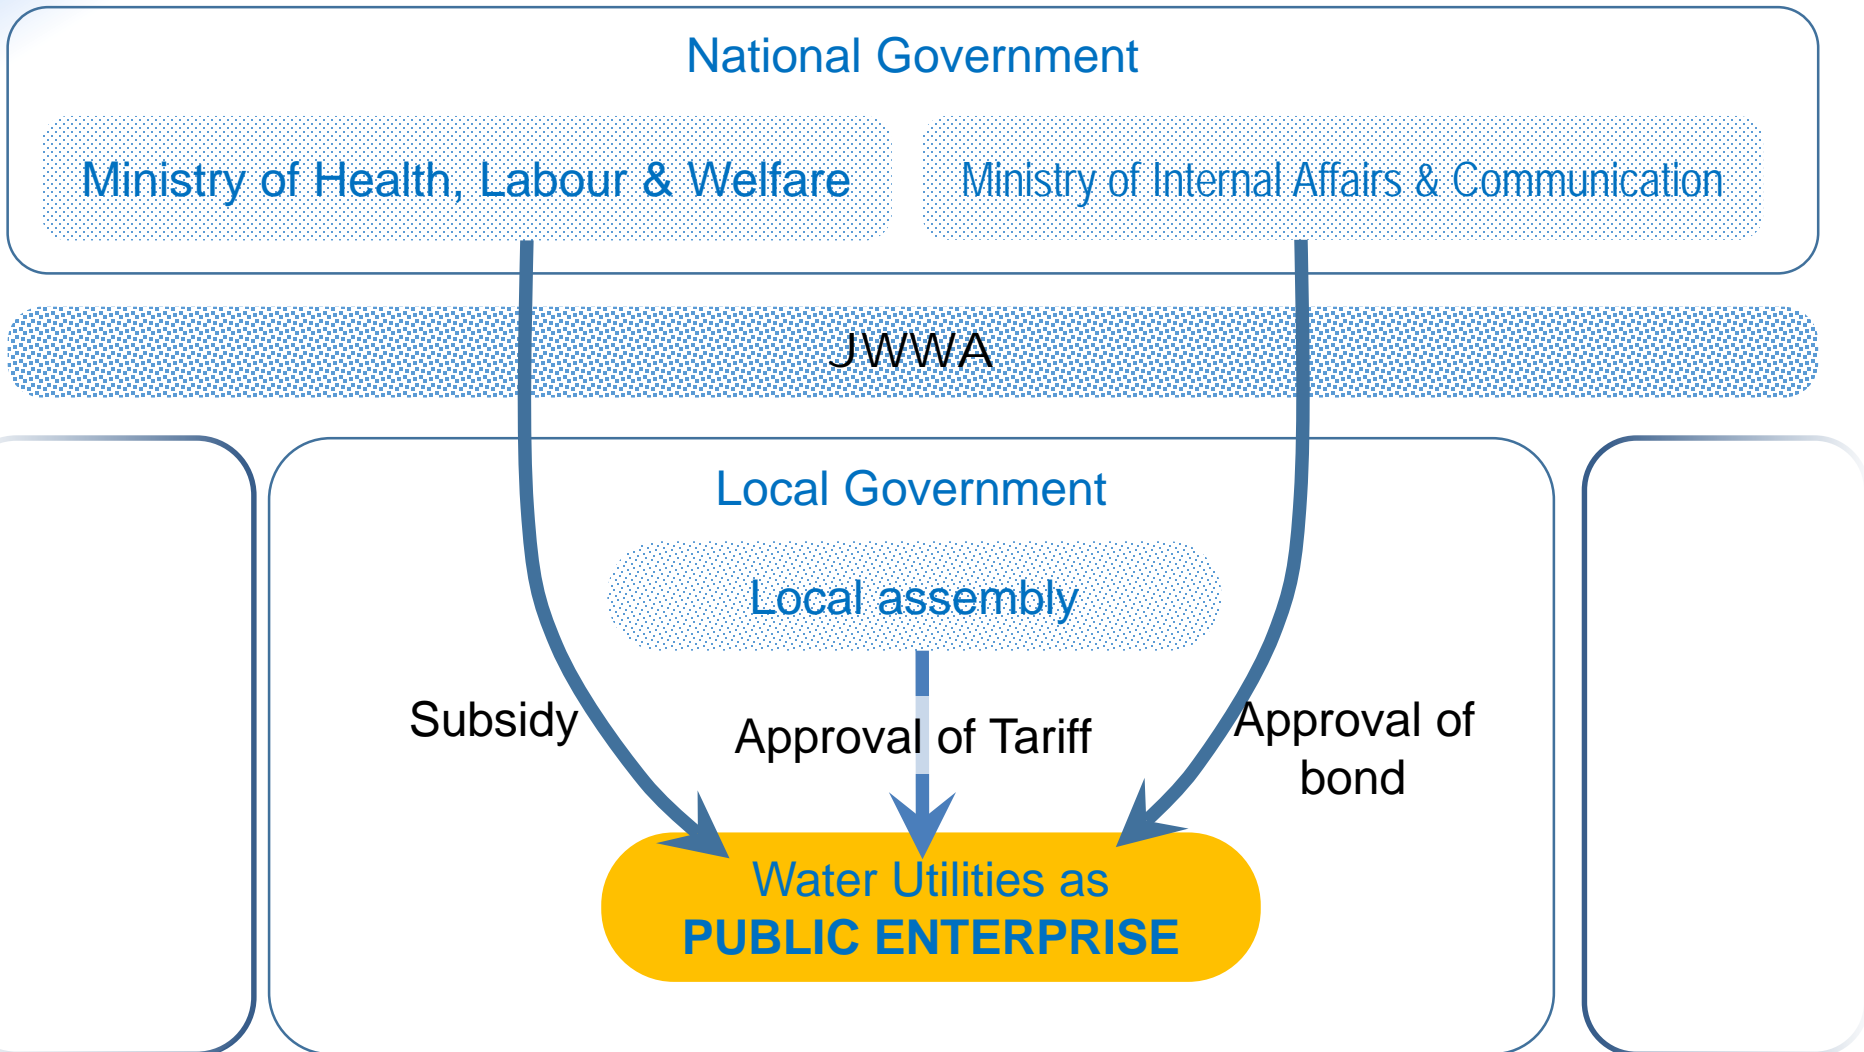 National Government
Ministry of Health, Labour & Welfare
Ministry of Internal Affairs & Communication
JWWA
Local Government
Local assembly
Subsidy
Approval of Tariff
Approval of
bond
Water Utilities as
PUBLIC ENTERPRISE